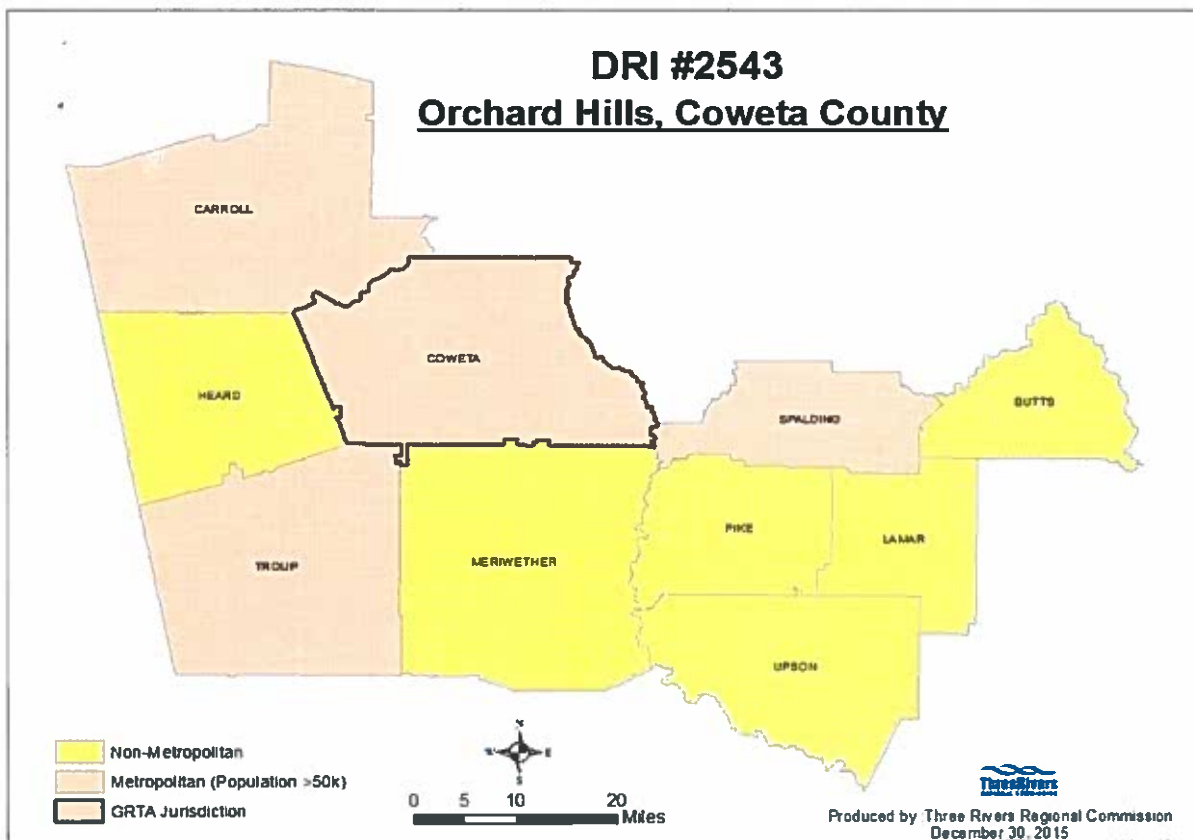 DRI #2543
Orchard Hills, Coweta County
CARROLL
COWETA
HEARD
SPALDING
BUTTS
PIKE
LAMAR
TROUP
MERIWETHER
UPSON
Non-Metropolitan
Metropolitan (Population >50k)
GRTA Jurisdiction
N
W E
S
0 5 10 20
Miles
ThreeRivers
Produced by: Three Rivers Regional Commission
December 30, 2015